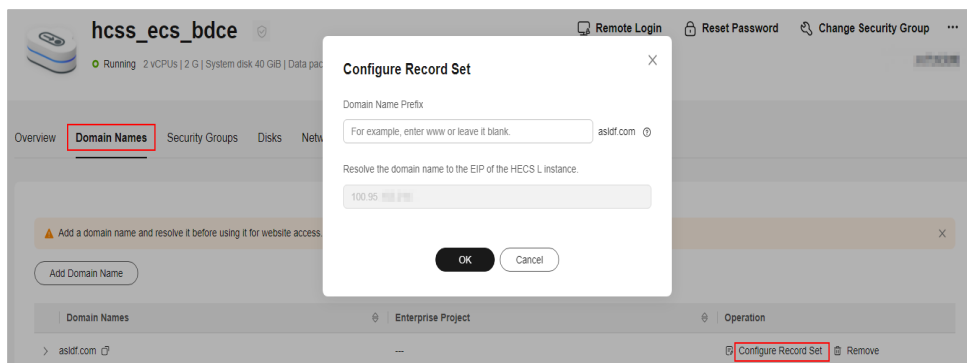 hcss_ecs_bdce
Remote Login
Reset Password
Change Security Group
Running 2 vCPUs | 2 G | System disk 40 GiB | Data pac
Configure Record Set
Domain Name Prefix
For example, enter www or leave it blank.
asldf.com
Overview
Domain Names
Security Groups
Disks
Netw
Resolve the domain name to the EIP of the HECS L instance.
100.95
Add a domain name and resolve it before using it for website access.
OK
Cancel
Add Domain Name
Domain Names
Enterprise Project
Operation
asldf.com
---
Configure Record Set
Remove